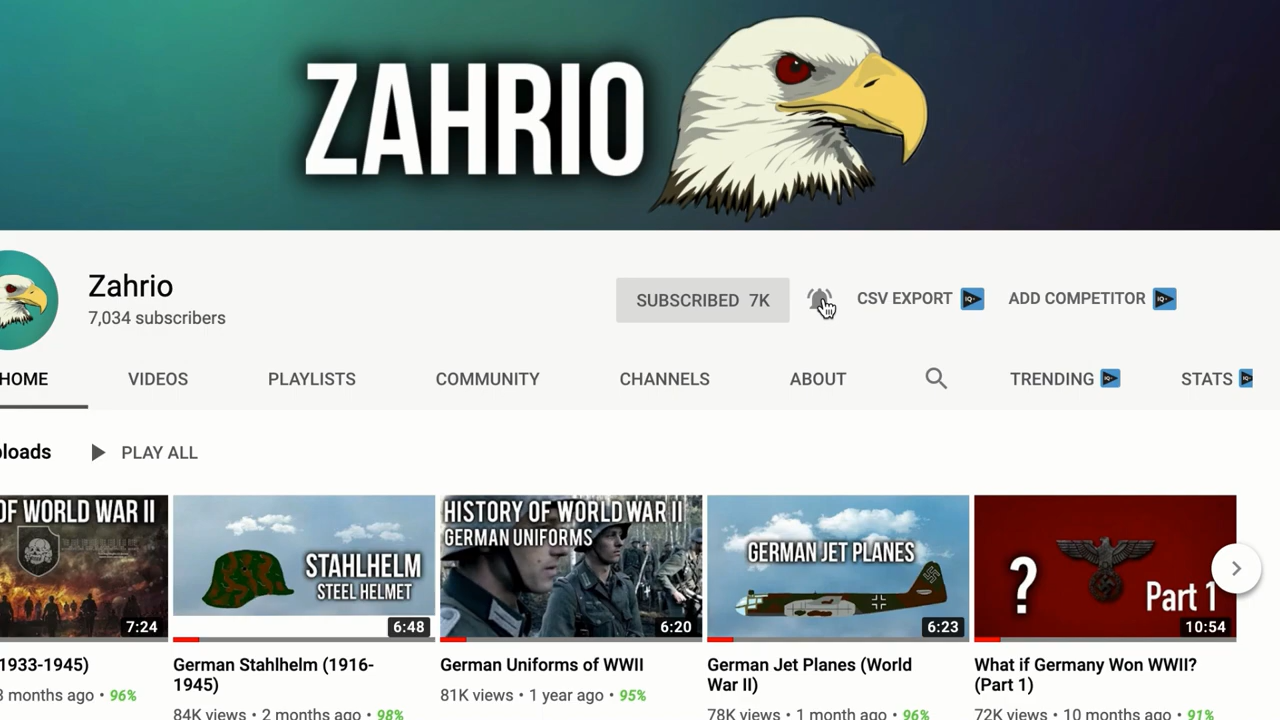 ZAHRIO
Zahrio
7,034 subscribers
SUBSCRIBED 7K
CSV EXPORT IQ
ADD COMPETITOR IQ
HOME VIDEOS PLAYLISTS COMMUNITY CHANNELS ABOUT TRENDING IQ STATS
ploads PLAY ALL
OF WORLD WAR II
7:24
STAHLHELM
STEEL HELMET
6:48
HISTORY OF WORLD WAR II
GERMAN UNIFORMS
6:20
GERMAN JET PLANES
6:23
?
Part 1
10:54
1933-1945)
3 months ago • 96%
German Stahlhelm (1916-
1945)
84K views • 2 months ago • 98%
German Uniforms of WWII
81K views • 1 year ago • 95%
German Jet Planes (World
War II)
78K views • 1 month ago • 96%
What if Germany Won WWII?
(Part 1)
72K views • 10 months ago • 91%